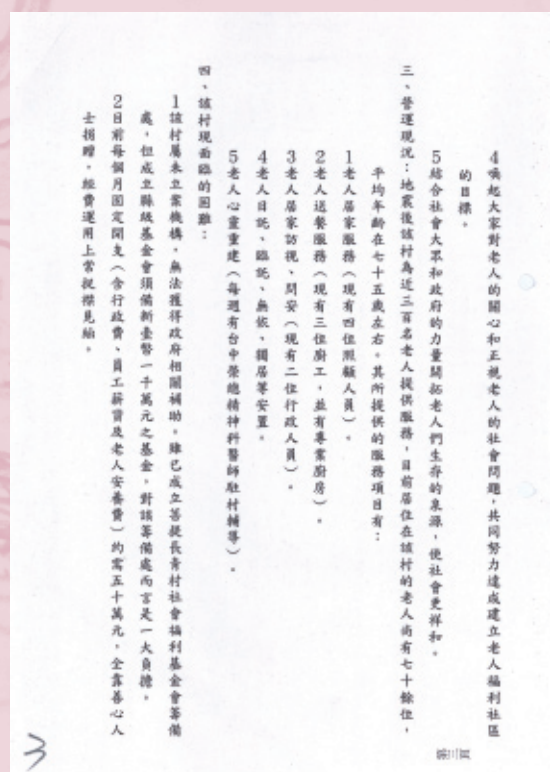 4喚起大家對老人的關心和正視老人的社會問題，共同努力達成建立老人福利社區
的目標。
5結合社會大眾和政府的力量開拓老人們生存的泉源，使社會更祥和。
三、營運現況：地震後該村為近三百名老人提供服務，目前居住在該村的老人尚有七十餘位，
平均年齡在七十五歲左右。其所提供的服務項目有：
1老人居家服務（現有四位照顧人員）。
2老人送餐服務（現有三位廚工，並有專業廚房）。
3老人居家訪視、問安（現有二位行政人員）。
4老人日託、臨託、無依、獨居等安置。
5老人心靈重建（每週有台中榮總精神科醫師駐村輔導）。
四、該村現面臨的困難：
1該村屬未立案機構，無法獲得政府相關補助。雖已成立菩提長青村社會福利基金會籌備
處，但成立縣級基金會須備新臺幣一千萬元之基金，對該籌備處而言是一大負擔。
2目前每個月固定開支（含行政費、員工薪資及老人安養費）約需五十萬元，全靠善心人
士捐贈，經費運用上常捉襟見絀。
3